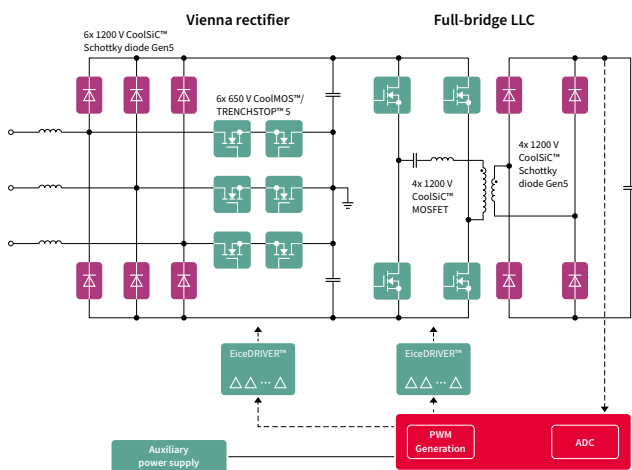 Vienna rectifier
Full-bridge LLC
6x 1200 V CoolSiC™
Schottky diode Gen5
6x 650 V CoolMOS™/
TRENCHSTOP™ 5
4x 1200 V
CoolSiC™
MOSFET
4x 1200 V
CoolSiC™
Schottky
diode Gen5
EiceDRIVER™
...
EiceDRIVER™
...
PWM
Generation
ADC
Auxiliary
power supply